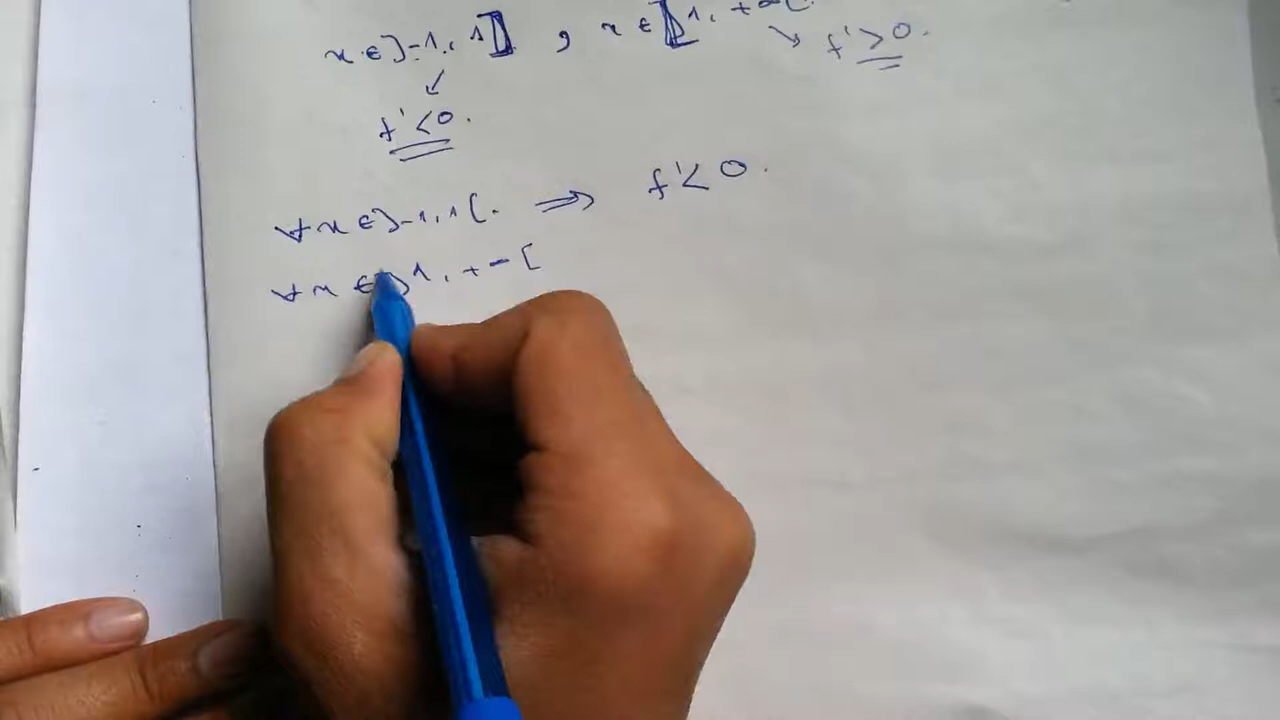 x ∈ ]-1, 1] , x ∈ [1, +∞[.
↙ ↘ f' > 0.
f' < 0.
∀x ∈ ]-1, 1[. ⇒ f' < 0.
∀x ∈ ]1, +∞[